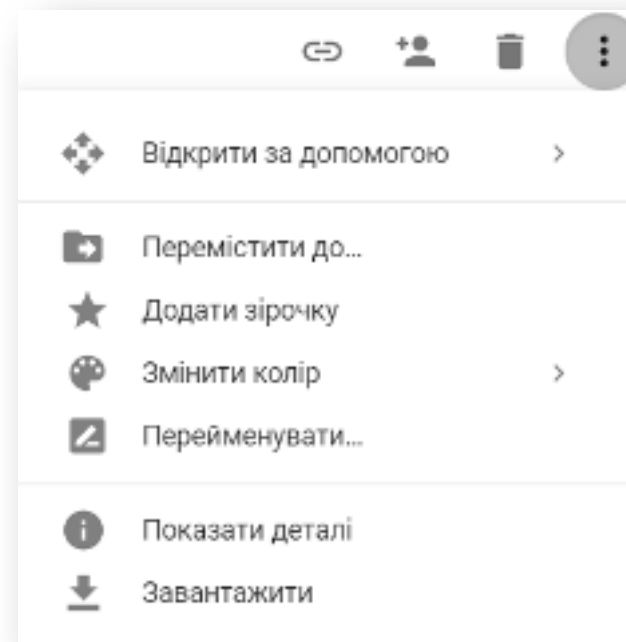 Відкрити за допомогою
Перемістити до...
Додати зірочку
Змінити колір
Перейменувати...
Показати деталі
Завантажити